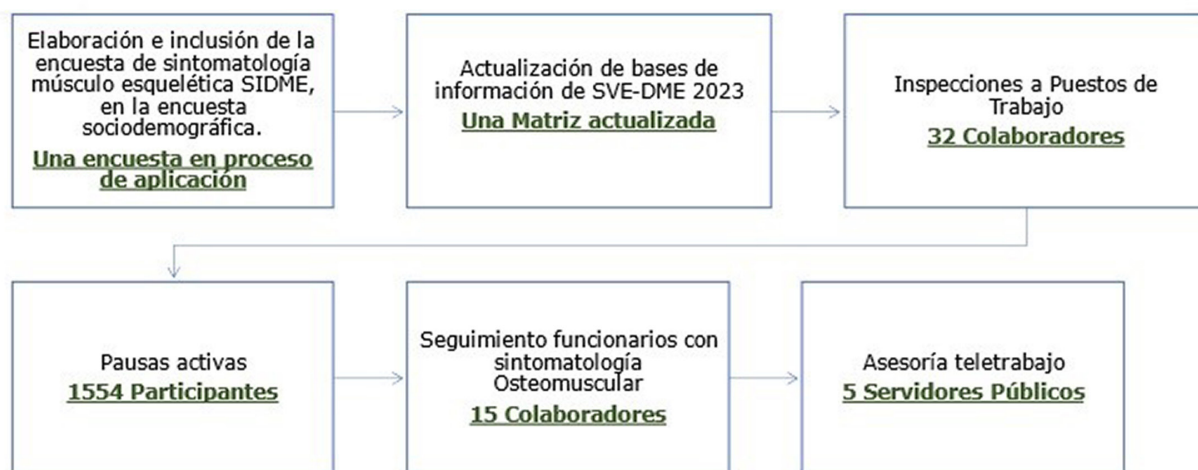 Elaboración e inclusión de la
encuesta de sintomatología
músculo esquelética SIDME,
en la encuesta
sociodemográfica.
Una encuesta en proceso
de aplicación
Actualización de bases de
información de SVE-DME 2023
Una Matriz actualizada
Inspecciones a Puestos de
Trabajo
32 Colaboradores
Pausas activas
1554 Participantes
Seguimiento funcionarios con
sintomatología
Osteomuscular
15 Colaboradores
Asesoría teletrabajo
5 Servidores Públicos